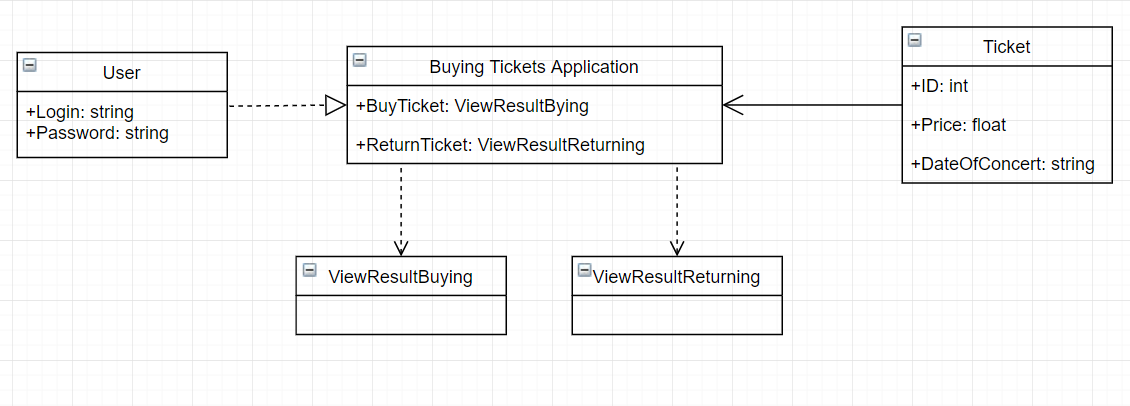 User
+Login: string
+Password: string
Buying Tickets Application
+BuyTicket: ViewResultBying
+ReturnTicket: ViewResultReturning
Ticket
+ID: int
+Price: float
+DateOfConcert: string
ViewResultBuying
ViewResultReturning